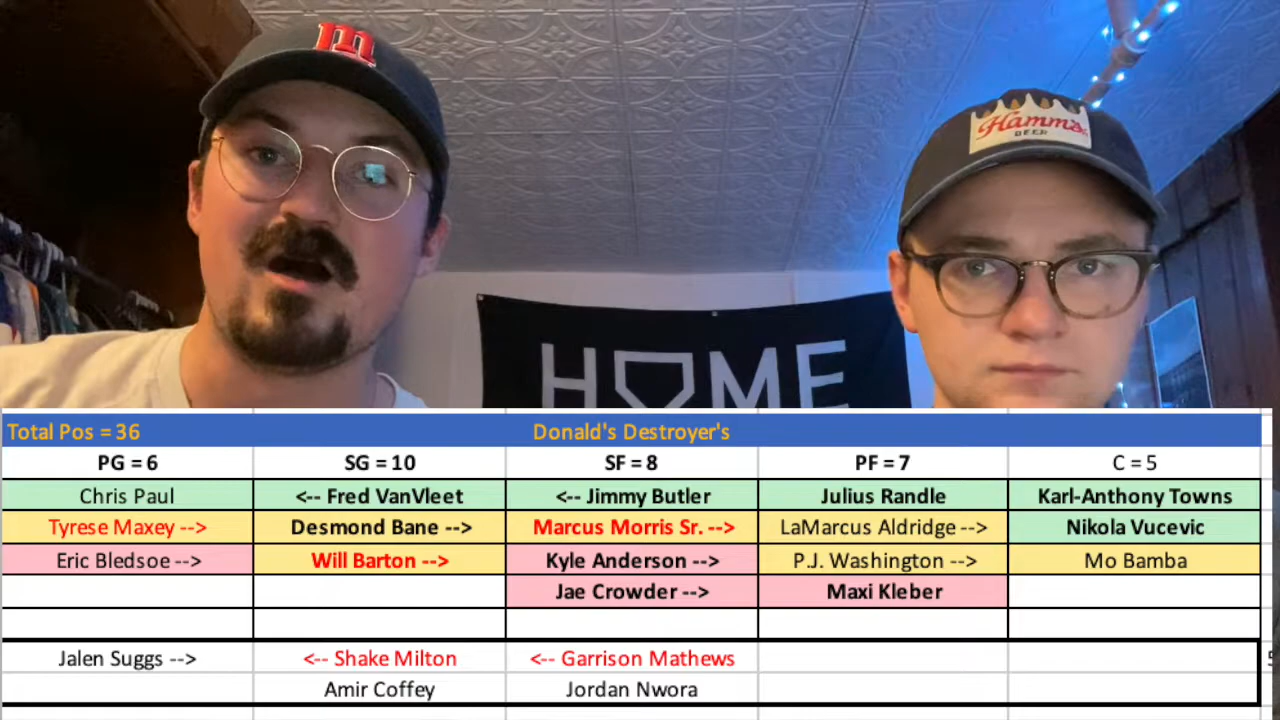 m
Hamm's
BEER
HOME
Total Pos = 36 Donald's Destroyer's
PG = 6 SG = 10 SF = 8 PF = 7 C = 5
Chris Paul <-- Fred VanVleet <-- Jimmy Butler Julius Randle Karl-Anthony Towns
Tyrese Maxey --> Desmond Bane --> Marcus Morris Sr. --> LaMarcus Aldridge --> Nikola Vucevic
Eric Bledsoe --> Will Barton --> Kyle Anderson --> P.J. Washington --> Mo Bamba
Jae Crowder --> Maxi Kleber
Jalen Suggs --> <-- Shake Milton <-- Garrison Mathews
Amir Coffey Jordan Nwora